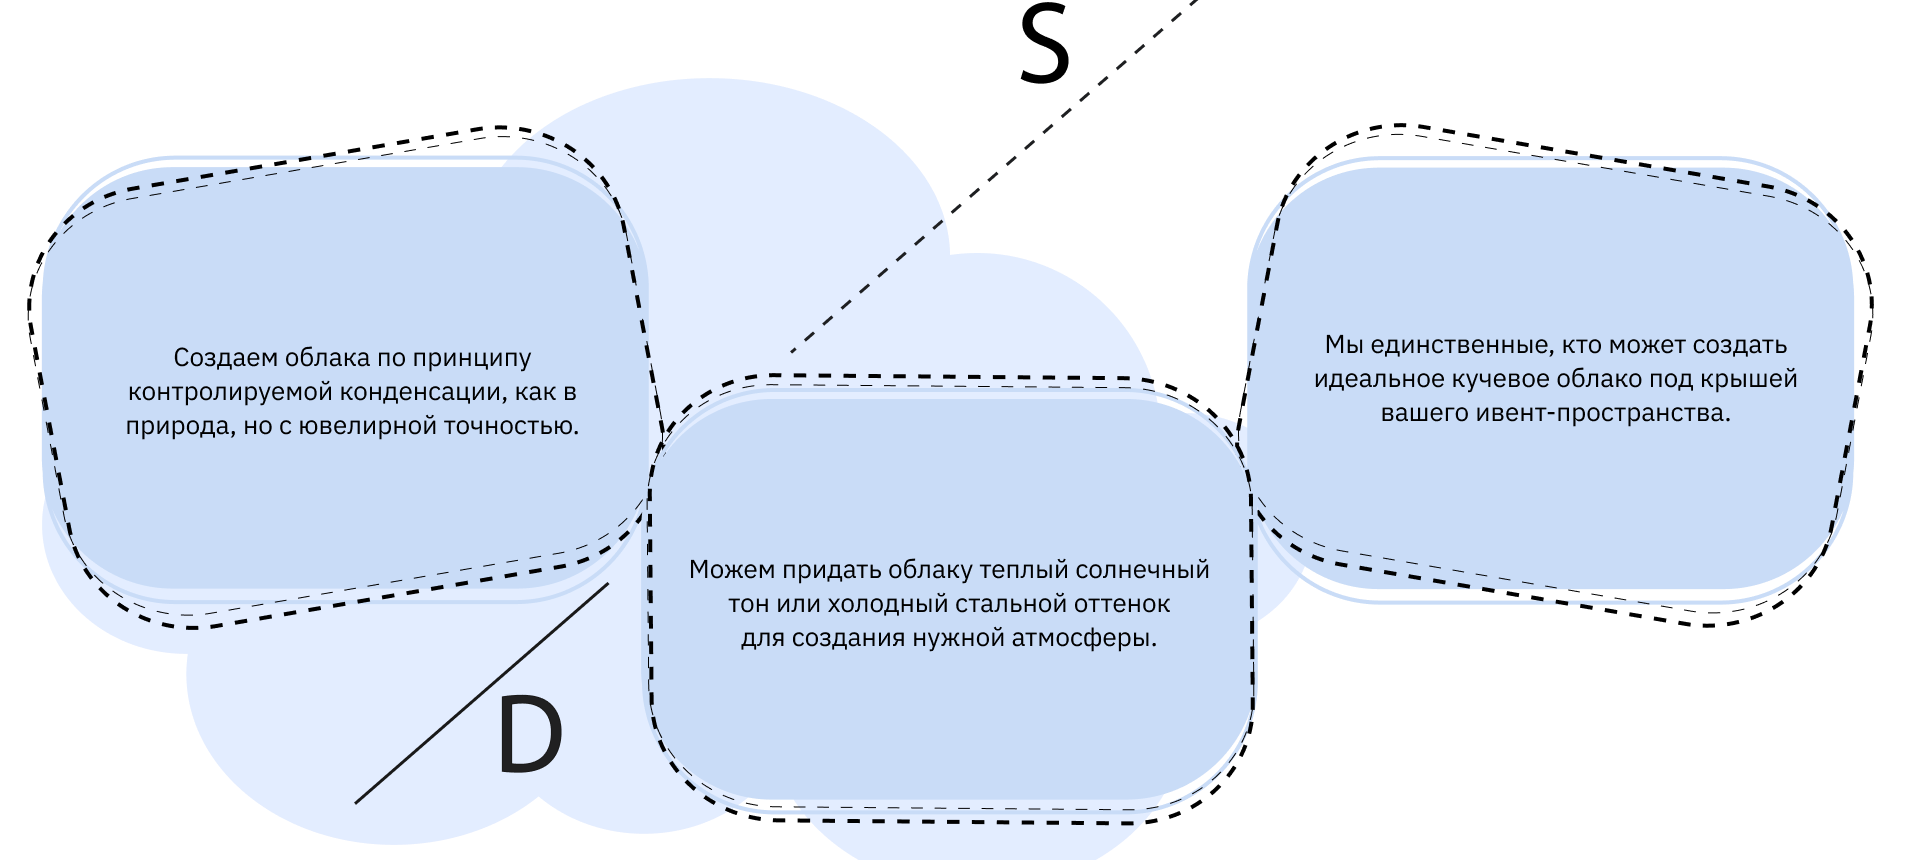 S
Создаем облака по принципу
контролируемой конденсации, как в
природа, но с ювелирной точностью.
Мы единственные, кто может создать
идеальное кучевое облако под крышей
вашего ивент-пространства.
Можем придать облаку теплый солнечный
тон или холодный стальной оттенок
для создания нужной атмосферы.
D